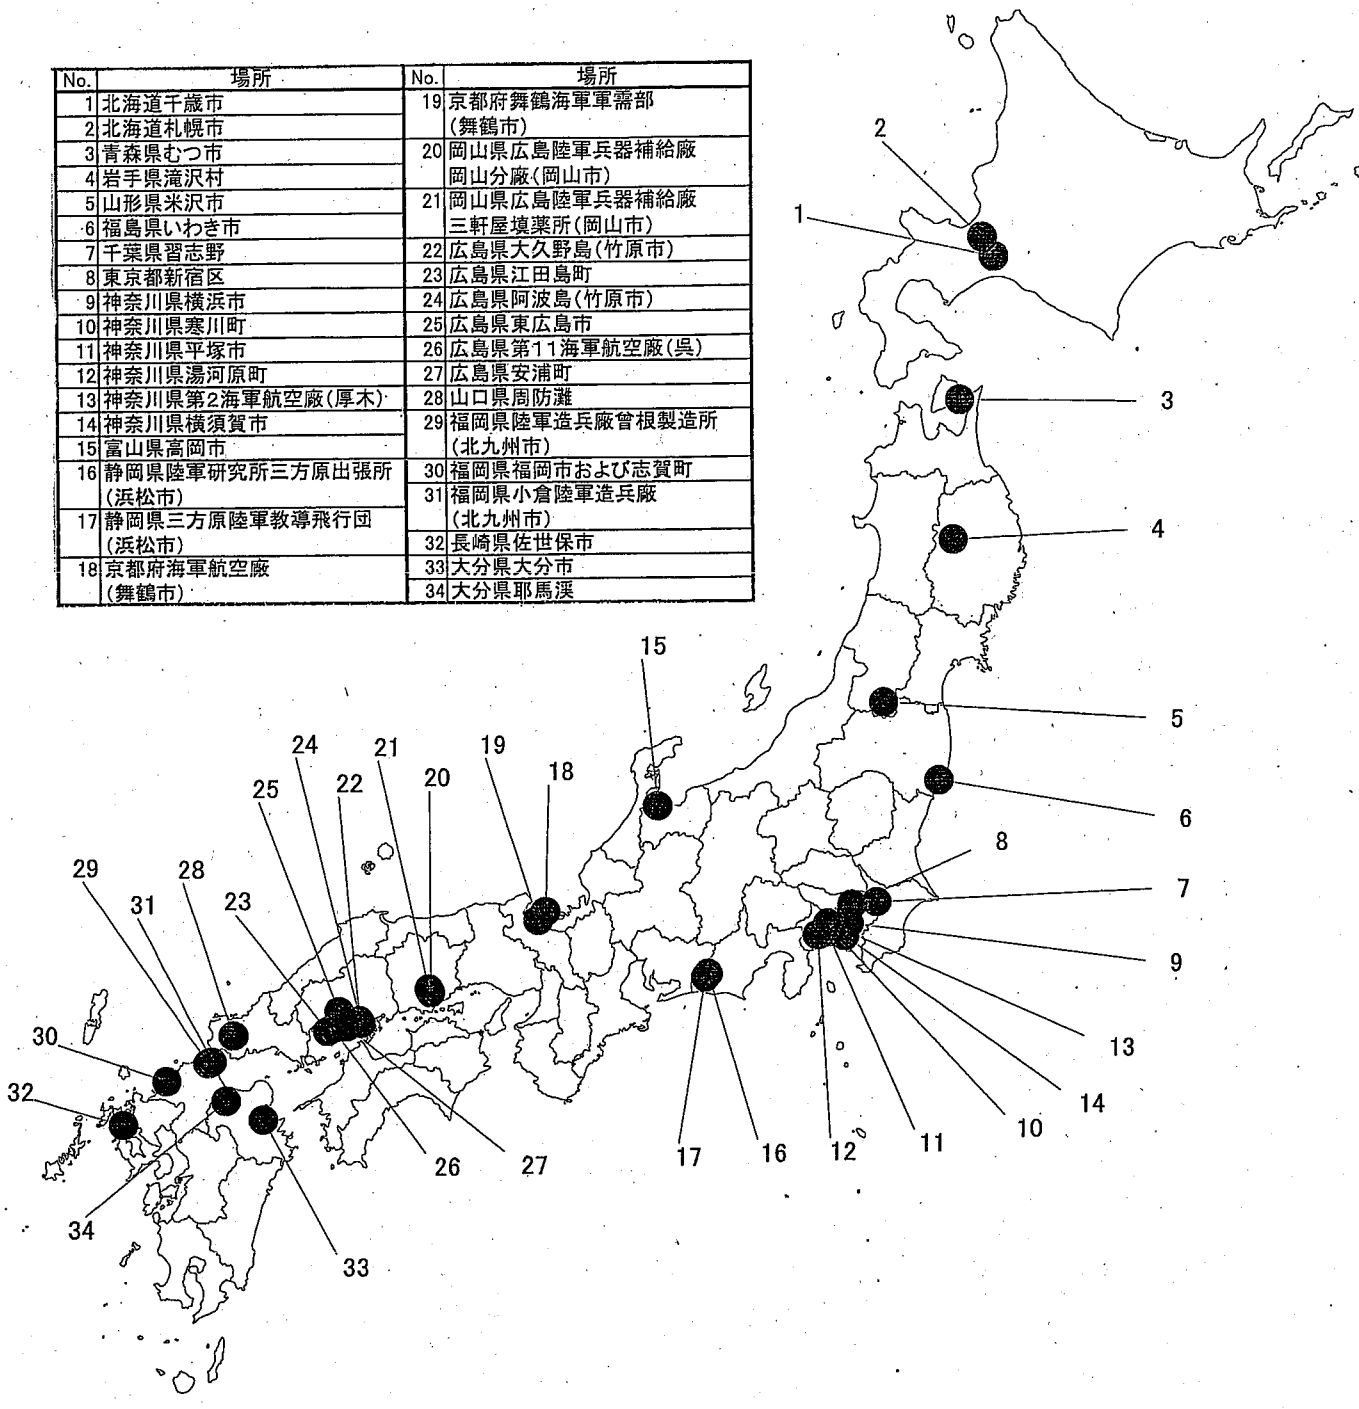 No. 場所 No. 場所
1 北海道千歳市
2 北海道札幌市
3 青森県むつ市
4 岩手県滝沢村
5 山形県米沢市
6 福島県いわき市
7 千葉県習志野
8 東京都新宿区
9 神奈川県横浜市
10 神奈川県寒川町
11 神奈川県平塚市
12 神奈川県湯河原町
13 神奈川県第2海軍航空廠(厚木)
14 神奈川県横須賀市
15 富山県高岡市
16 静岡県陸軍研究所三方原出張所
(浜松市)
17 静岡県三方原陸軍教導飛行団
(浜松市)
18 京都府海軍航空廠
(舞鶴市)
19 京都府舞鶴海軍軍需部
(舞鶴市)
20 岡山県広島陸軍兵器補給廠
岡山分廠(岡山市)
21 岡山県広島陸軍兵器補給廠
三軒屋填薬所(岡山市)
22 広島県大久野島(竹原市)
23 広島県江田島町
24 広島県阿波島(竹原市)
25 広島県東広島市
26 広島県第11海軍航空廠(呉)
27 広島県安浦町
28 山口県周防灘
29 福岡県陸軍造兵廠曾根製造所
(北九州市)
30 福岡県福岡市および志賀町
31 福岡県小倉陸軍造兵廠
(北九州市)
32 長崎県佐世保市
33 大分県大分市
34 大分県耶馬渓
2
1
3
4
15
5
24
21
19
18
22
20
25
6
8
29
28
31
23
7
9
30
13
32
14
10
11
12
16
17
27
26
34
33